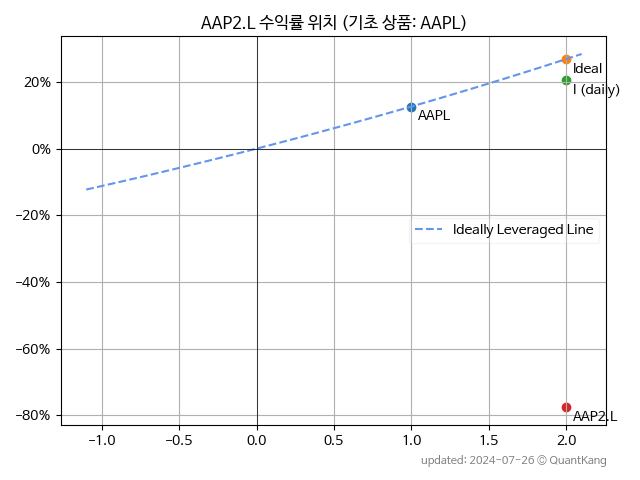 AAP2.L 수익률 위치 (기초 상품: AAPL)
20%
0%
−20%
−40%
−60%
−80%
Ideal
I (daily)
AAPL
Ideally Leveraged Line
AAP2.L
−1.0
−0.5
0.0
0.5
1.0
1.5
2.0
updated: 2024-07-26 © QuantKang